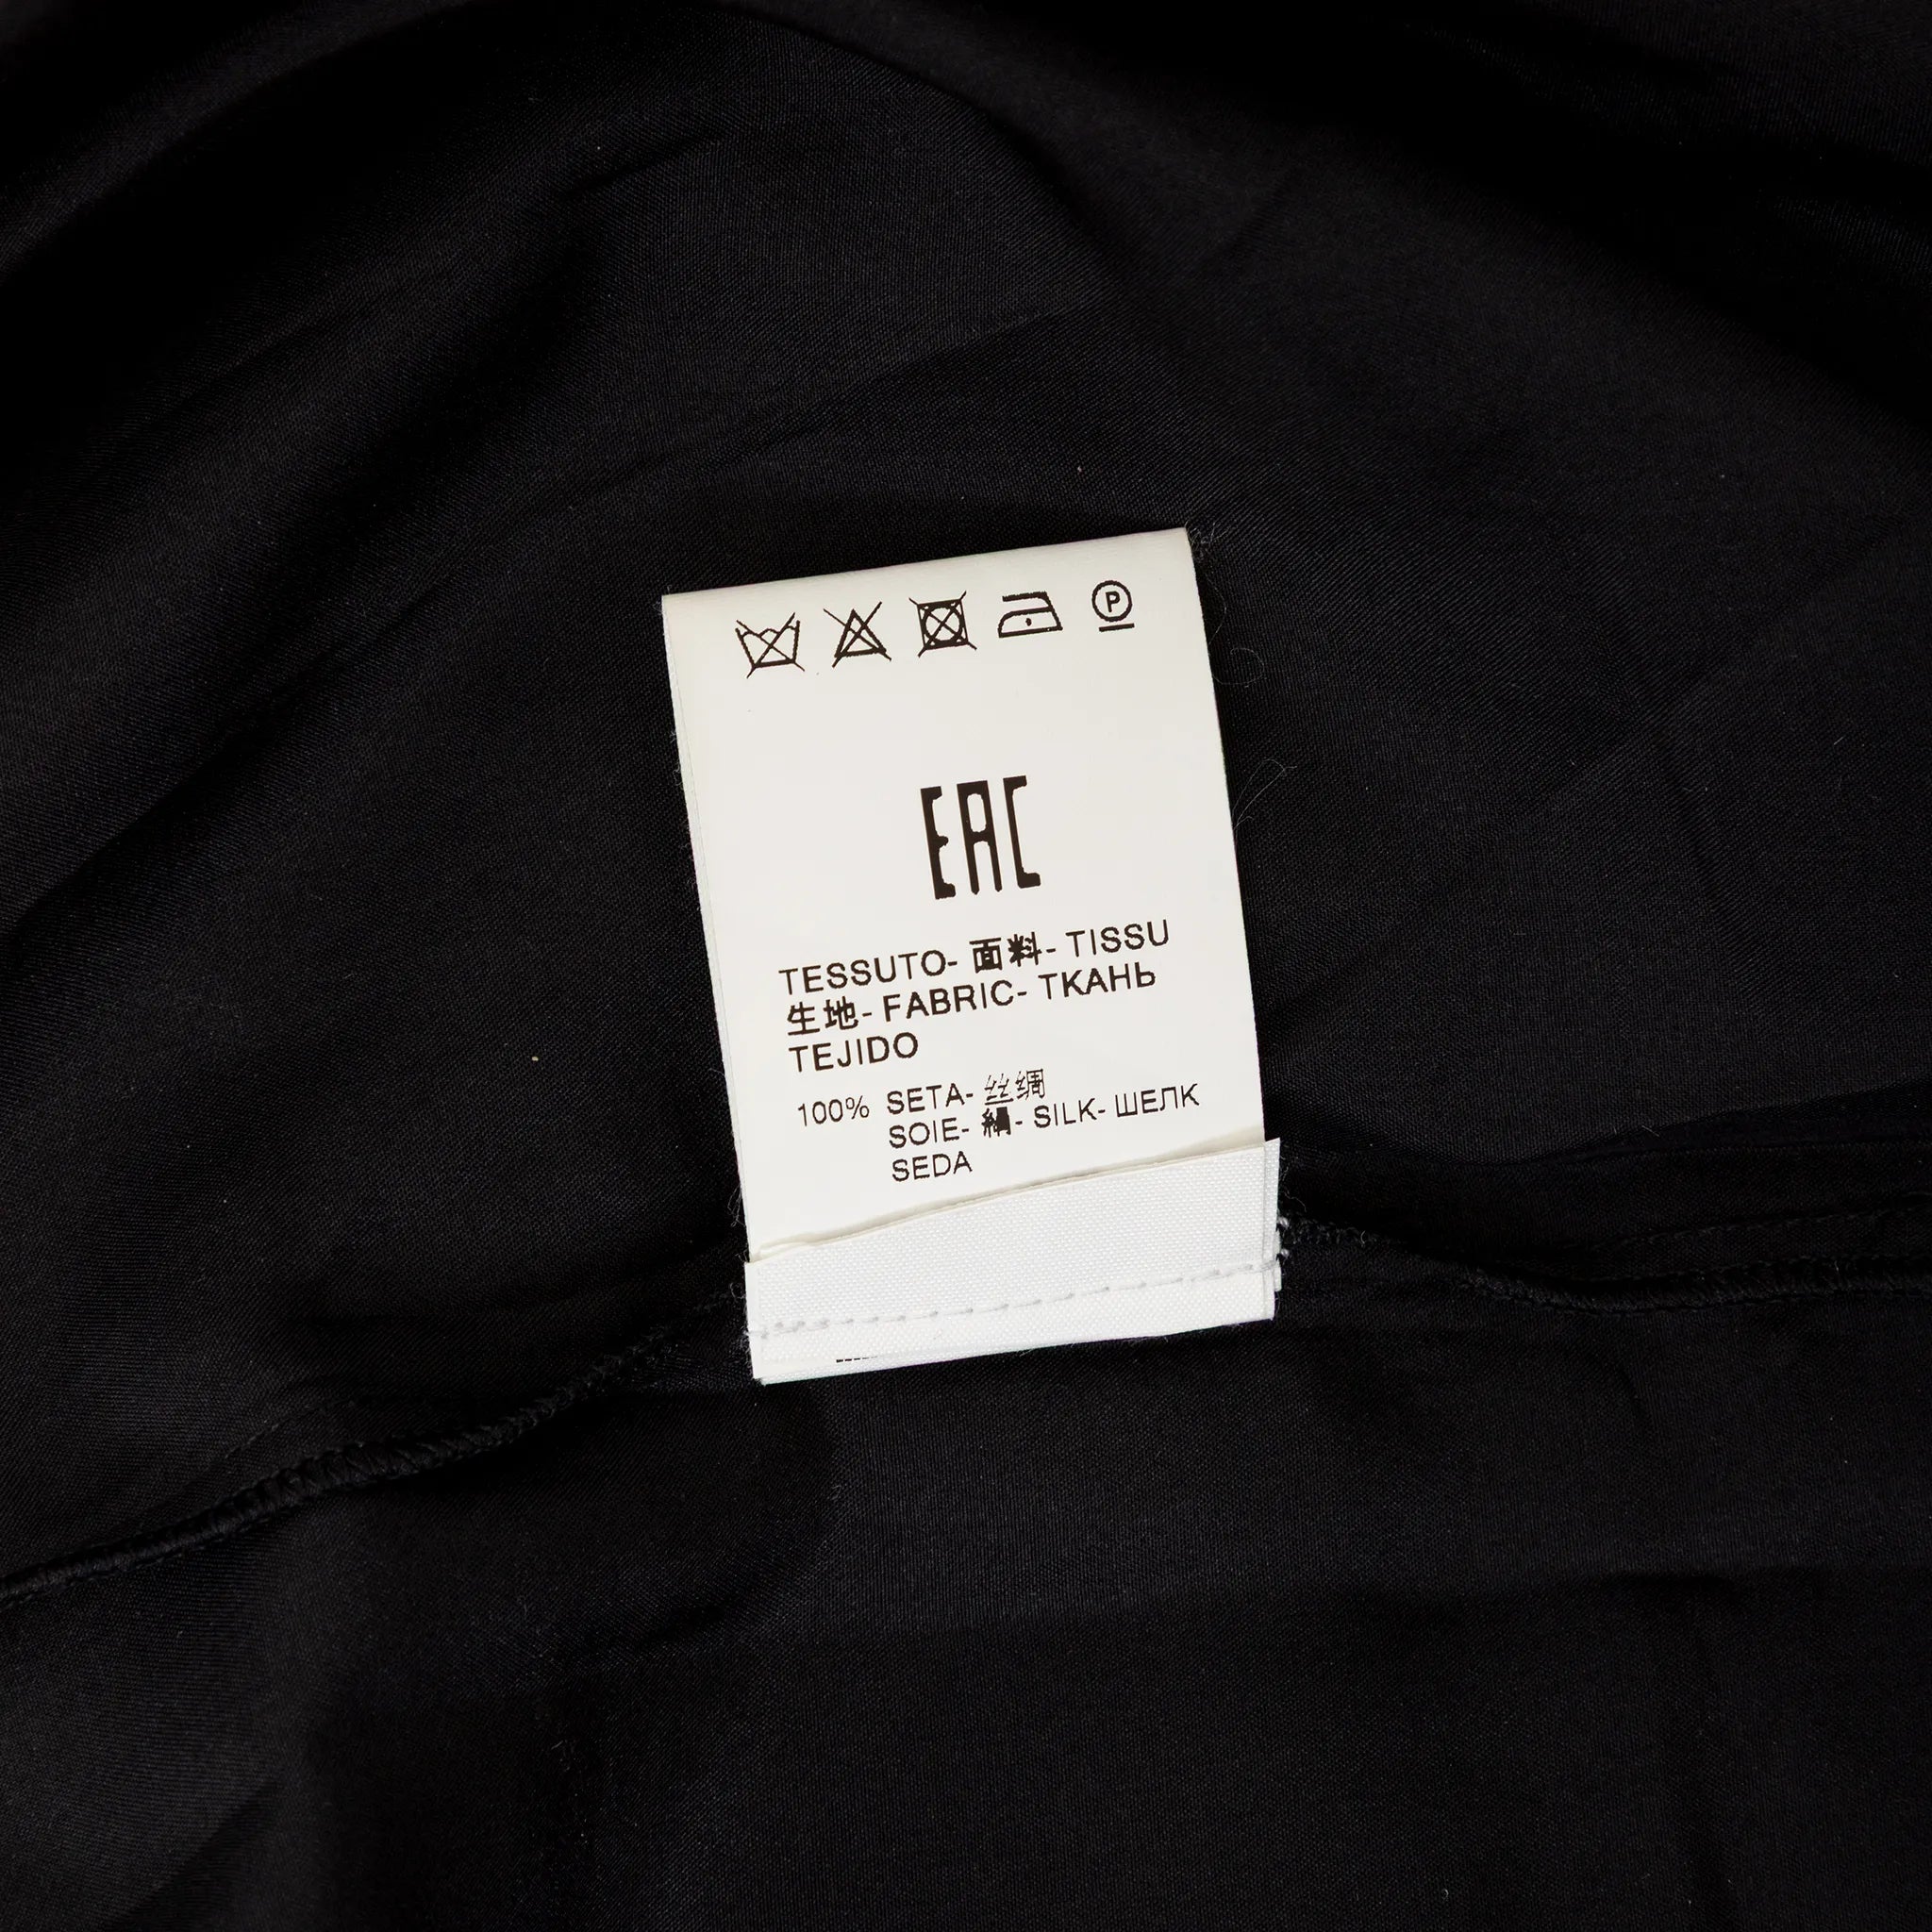 P
EAC
TESSUTO- 面料- TISSU
生地- FABRIC- ТКАНЬ
TEJIDO
100% SETA- 丝绸
SOIE- 絹- SILK- ШЕЛК
SEDA